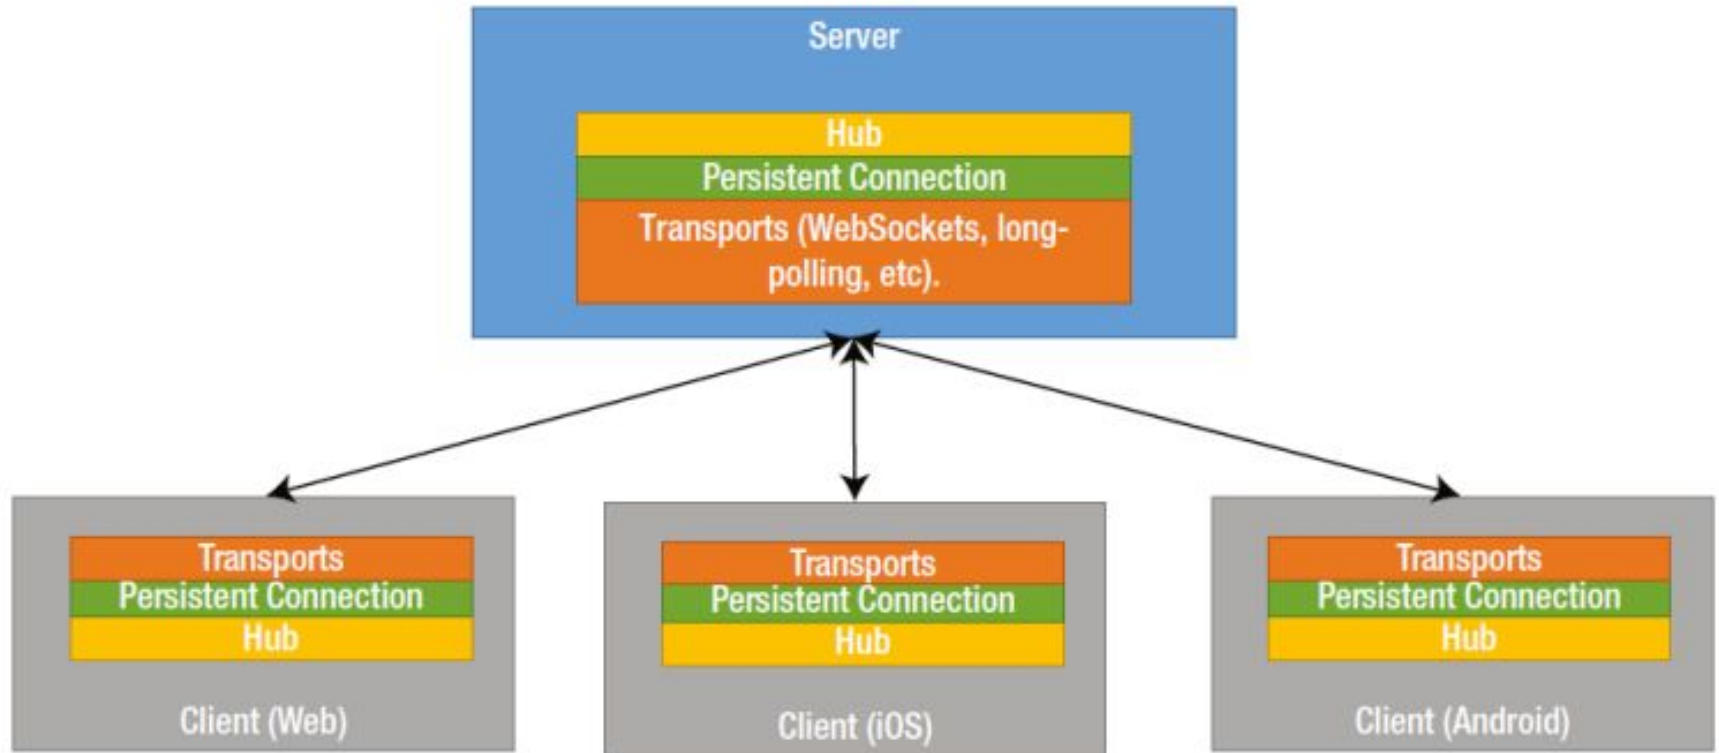 Server
Hub
Persistent Connection
Transports (WebSockets, long-
polling, etc).
Transports
Persistent Connection
Hub
Client (Web)
Transports
Persistent Connection
Hub
Client (iOS)
Transports
Persistent Connection
Hub
Client (Android)